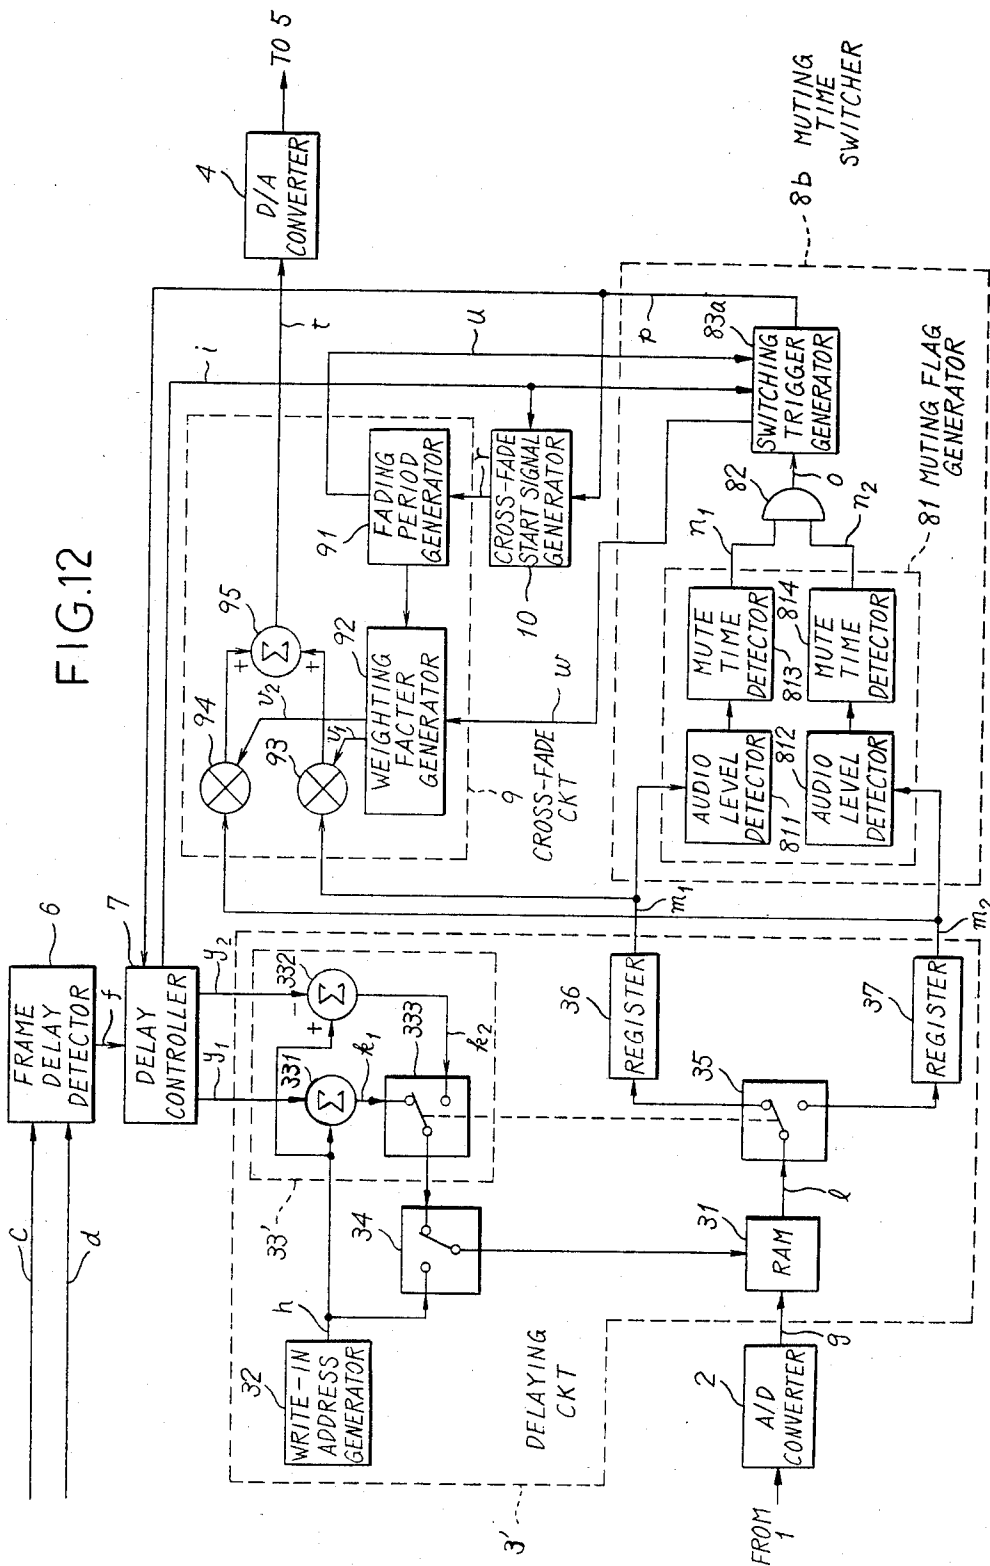 FIG.12
C
d
6
FRAME
DELAY
DETECTOR
f
7
DELAY
CONTROLLER
y1
y2
i
4
D/A
CONVERTER
TO 5
t
32
WRITE-IN
ADDRESS
GENERATOR
h
33'
331
Σ
k1
+
-
332
Σ
k2
333
34
DELAYING
CKT
3'
FROM
1
2
A/D
CONVERTER
g
31
RAM
l
35
36
REGISTER
37
REGISTER
m1
m2
94
93
v2
v1
95
Σ
+
+
92
WEIGHTING
FACTER
GENERATOR
91
FADING
PERIOD
GENERATOR
r
u
10
CROSS-FADE
START SIGNAL
GENERATOR
9
CROSS-FADE
CKT
w
p
811
AUDIO
LEVEL
DETECTOR
812
AUDIO
LEVEL
DETECTOR
813
MUTE
TIME
DETECTOR
814
MUTE
TIME
DETECTOR
n1
n2
82
o
83a
SWITCHING
TRIGGER
GENERATOR
81 MUTING FLAG
GENERATOR
8b MUTING
TIME
SWITCHER